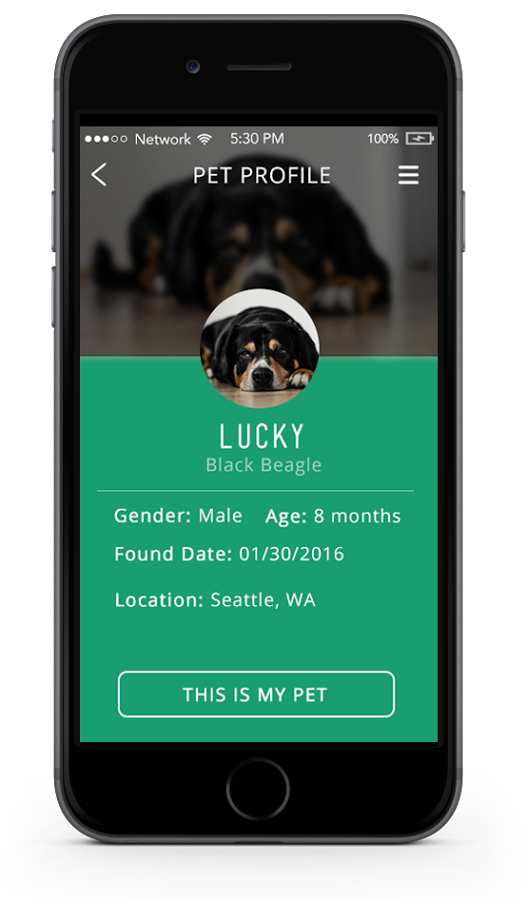 Network 5:30 PM 100%
PET PROFILE
LUCKY
Black Beagle
Gender: Male Age: 8 months
Found Date: 01/30/2016
Location: Seattle, WA
THIS IS MY PET